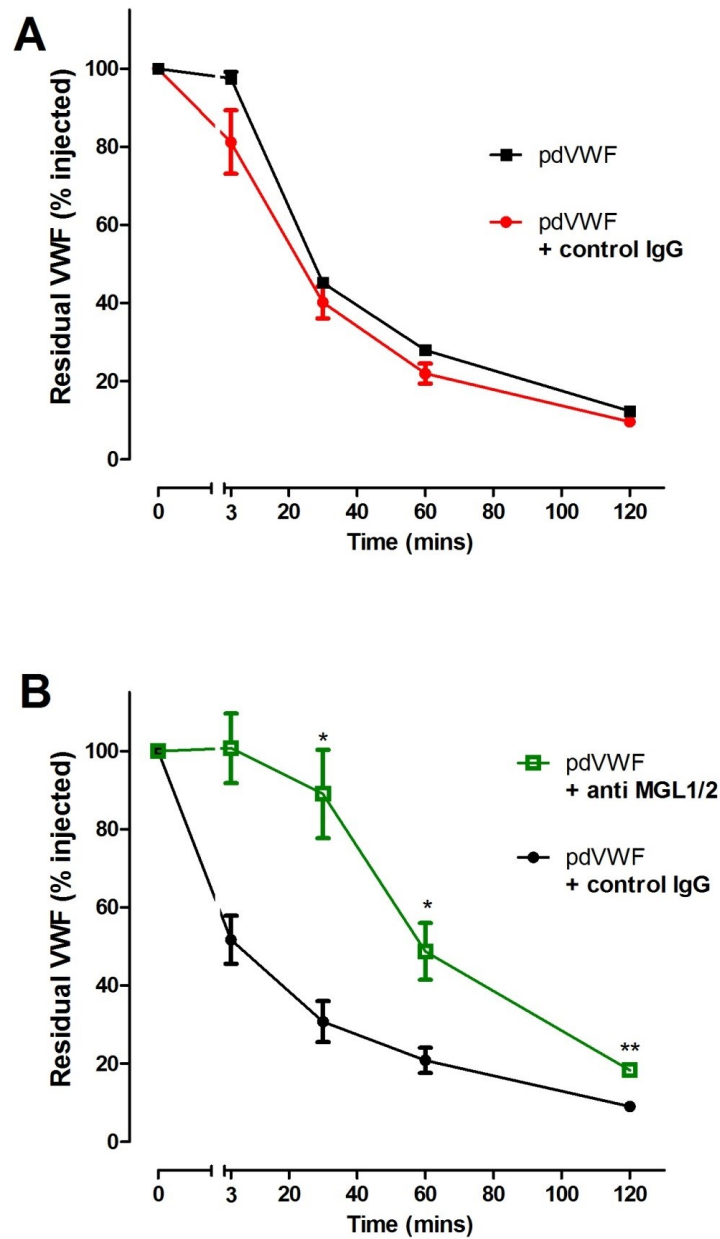 A
Residual VWF (% injected)
100
80
60
40
20
0
pdVWF
pdVWF
+ control IgG
0 3 20 40 60 80 100 120
Time (mins)
B
Residual VWF (% injected)
100
80
60
40
20
0
*
*
**
pdVWF
+ anti MGL1/2
pdVWF
+ control IgG
0 3 20 40 60 80 100 120
Time (mins)